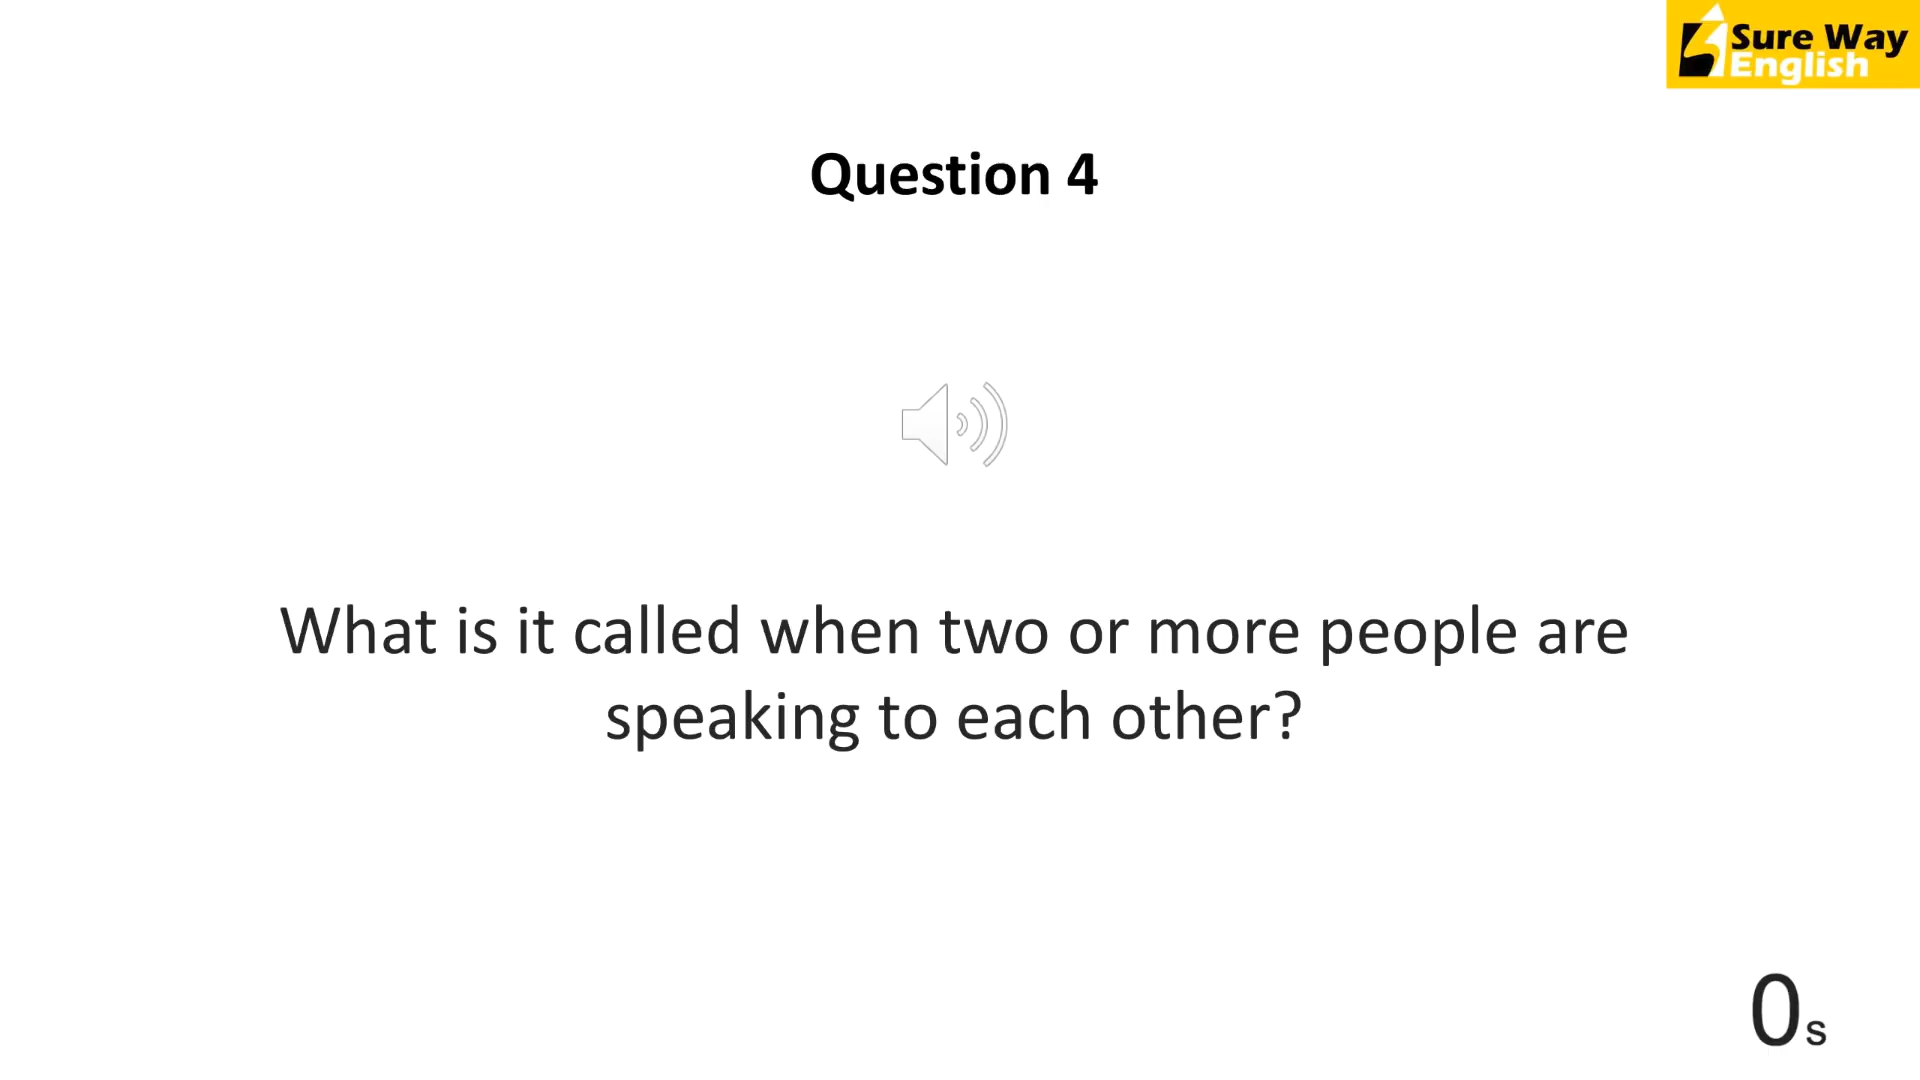 Sure Way
English
Question 4
What is it called when two or more people are
speaking to each other?
0s